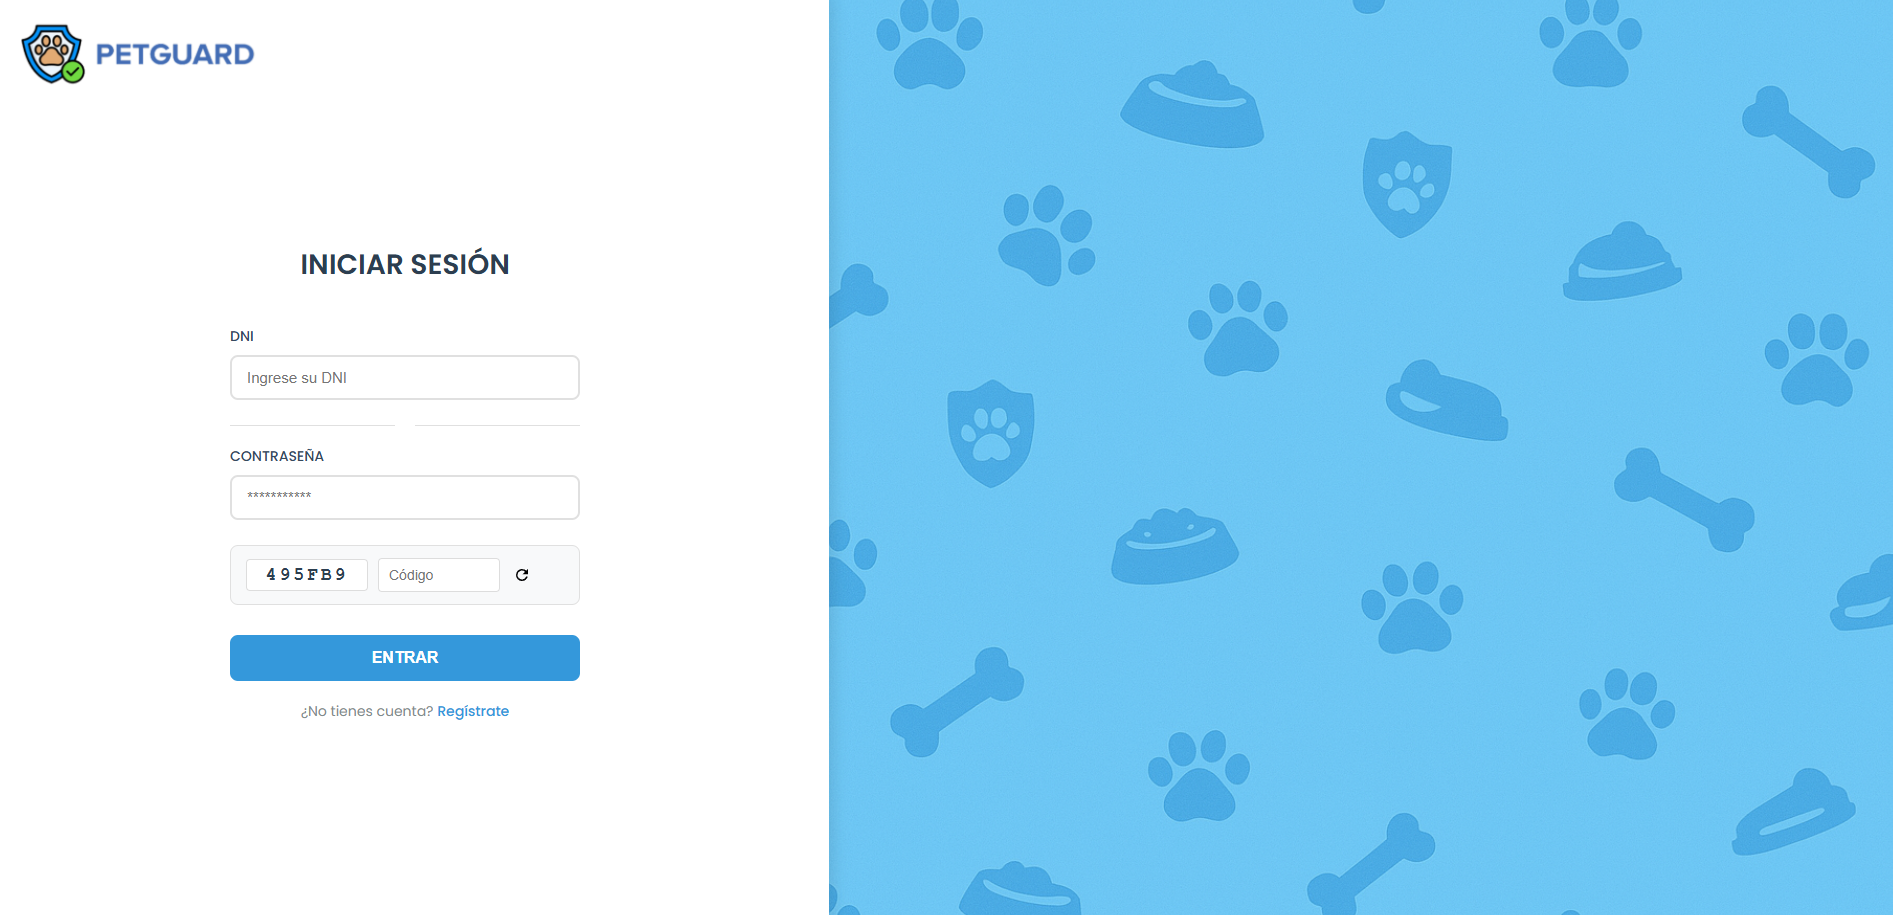 PETGUARD
INICIAR SESIÓN
DNI
Ingrese su DNI
CONTRASEÑA
***********
495FB9 Código
ENTRAR
¿No tienes cuenta? Regístrate